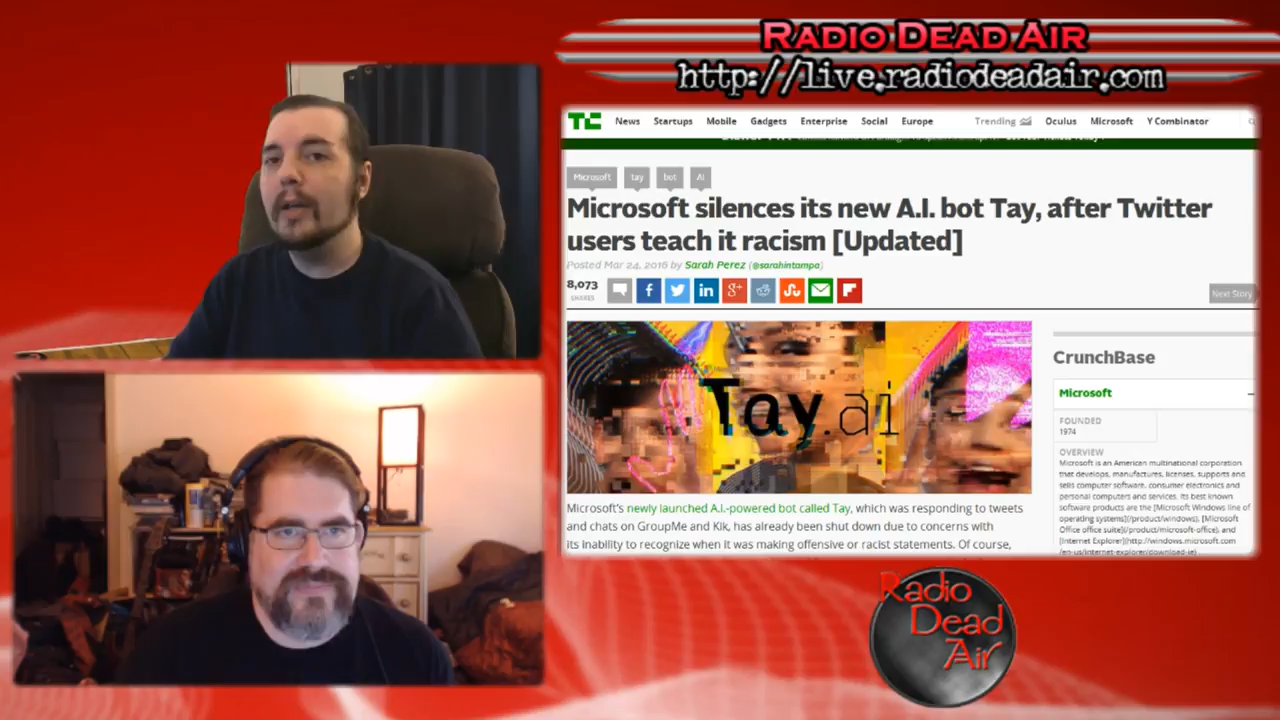 Radio Dead Air
http://live.radiodeadair.com
TC News Startups Mobile Gadgets Enterprise Social Europe Trending Oculus Microsoft Y Combinator
Microsoft tay bot AI
Microsoft silences its new A.I. bot Tay, after Twitter
users teach it racism [Updated]
Posted Mar 24, 2016 by Sarah Perez (@sarahintampa)
8,073
SHARES
Next Story
Tay.ai
Microsoft's newly launched A.I.-powered bot called Tay, which was responding to tweets
and chats on GroupMe and Kik, has already been shut down due to concerns with
its inability to recognize when it was making offensive or racist statements. Of course,
CrunchBase
Microsoft
FOUNDED
1974
OVERVIEW
Microsoft is an American multinational corporation
that develops, manufactures, licenses, supports and
sells computer software, consumer electronics and
personal computers and services. Its best known
software products are the [Microsoft Windows line of
operating systems](/product/windows), [Microsoft
Office office suite](/product/microsoft-office), and
[Internet Explorer](http://windows.microsoft.com
/en-us/internet-explorer/download-ie)
Radio
Dead
Air